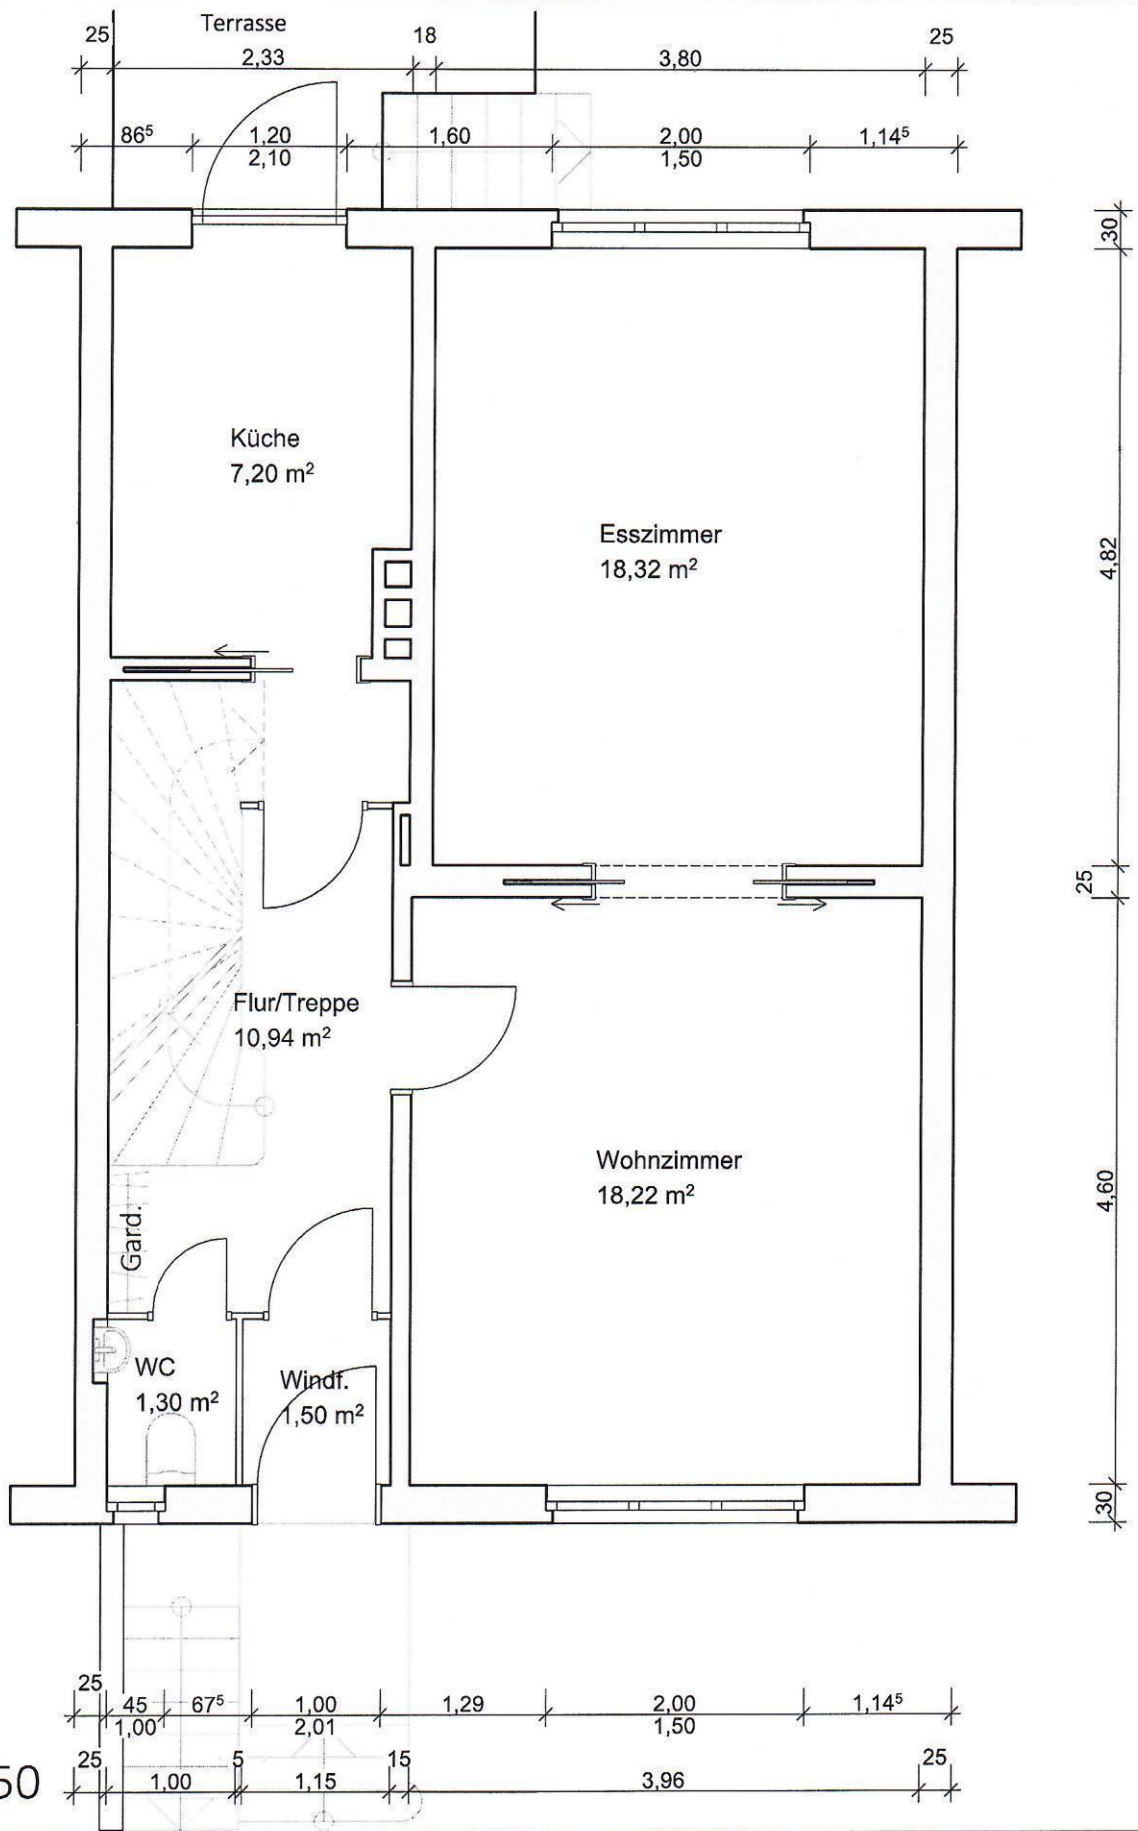 Terrasse
25 2,33 18 3,80 25
86⁵ 1,20 1,60 2,00 1,14⁵
2,10 1,50
30
Küche
7,20 m²
Esszimmer
18,32 m²
4,82
25
Flur/Treppe
10,94 m²
Wohnzimmer
18,22 m²
4,60
Gard.
WC
1,30 m²
Windf.
1,50 m²
30
25 45 67⁵ 1,00 1,29 2,00 1,14⁵
1,00 2,01 1,50
25 1,00 5 1,15 15 3,96 25
50